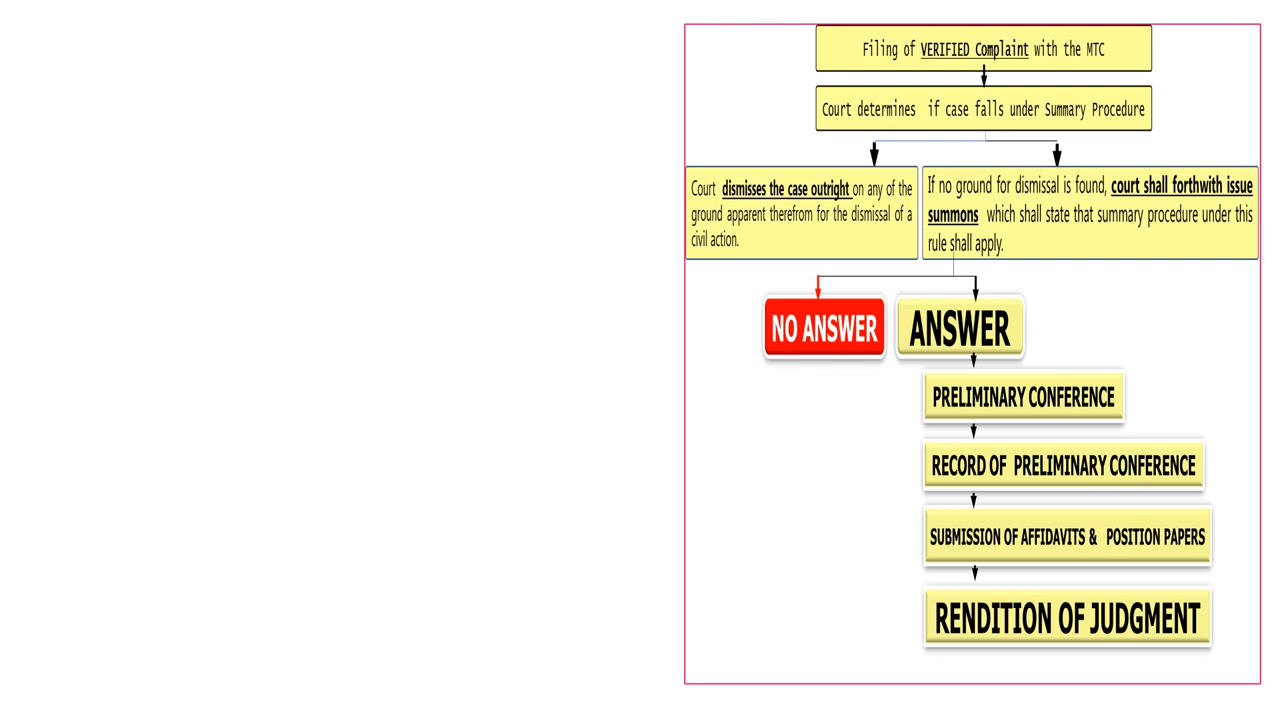 Filing of VERIFIED Complaint with the MTC
Court determines if case falls under Summary Procedure
Court dismisses the case outright on any of the
ground apparent therefrom for the dismissal of a
civil action.
If no ground for dismissal is found, court shall forthwith issue
summons which shall state that summary procedure under this
rule shall apply.
NO ANSWER
ANSWER
PRELIMINARY CONFERENCE
RECORD OF PRELIMINARY CONFERENCE
SUBMISSION OF AFFIDAVITS & POSITION PAPERS
RENDITION OF JUDGMENT